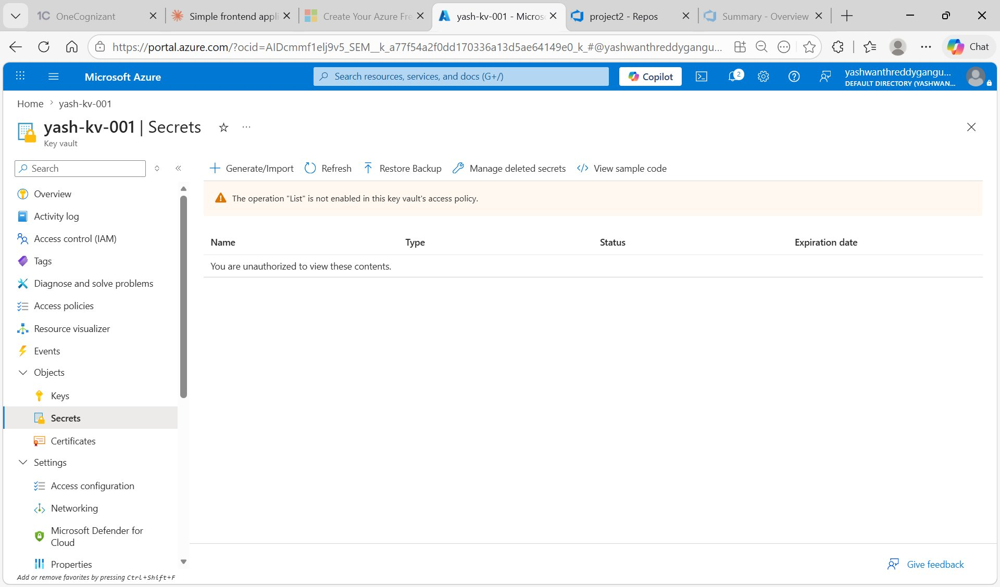 OneCognizant
Simple frontend appli
Create Your Azure Fre
yash-kv-001 - Micros
project2 - Repos
Summary - Overview
https://portal.azure.com/?ocid=AIDcmmf1elj9v5_SEM__k_a77f54a2f0dd170336a13d5ae64149e0_k_#@yashwanthreddygangu...
Chat
Microsoft Azure
Search resources, services, and docs (G+/)
Copilot
2
yashwanthreddygangu...
DEFAULT DIRECTORY (YASHWAN...
Home > yash-kv-001
yash-kv-001 | Secrets
Key vault
Search
Generate/Import
Refresh
Restore Backup
Manage deleted secrets
View sample code
The operation "List" is not enabled in this key vault's access policy.
Name
Type
Status
Expiration date
You are unauthorized to view these contents.
Overview
Activity log
Access control (IAM)
Tags
Diagnose and solve problems
Access policies
Resource visualizer
Events
Objects
Keys
Secrets
Certificates
Settings
Access configuration
Networking
Microsoft Defender for
Cloud
Properties
Add or remove favorites by pressing Ctrl+Shift+F
Give feedback